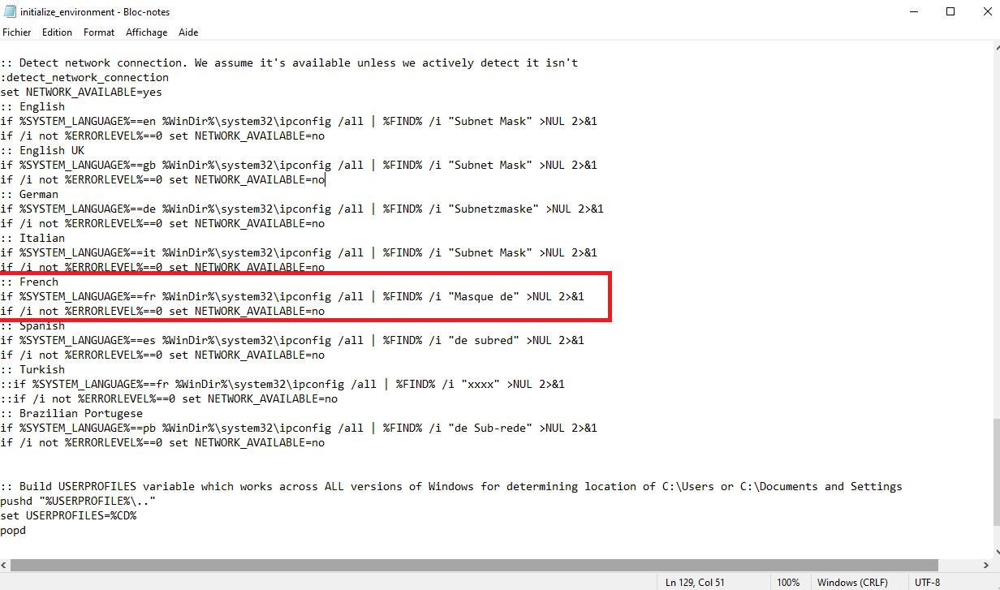 initialize_environment - Bloc-notes
Fichier Edition Format Affichage Aide
:: Detect network connection. We assume it's available unless we actively detect it isn't
:detect_network_connection
set NETWORK_AVAILABLE=yes
:: English
if %SYSTEM_LANGUAGE%==en %WinDir%\system32\ipconfig /all | %FIND% /i "Subnet Mask" >NUL 2>&1
if /i not %ERRORLEVEL%==0 set NETWORK_AVAILABLE=no
:: English UK
if %SYSTEM_LANGUAGE%==gb %WinDir%\system32\ipconfig /all | %FIND% /i "Subnet Mask" >NUL 2>&1
if /i not %ERRORLEVEL%==0 set NETWORK_AVAILABLE=no
:: German
if %SYSTEM_LANGUAGE%==de %WinDir%\system32\ipconfig /all | %FIND% /i "Subnetzmaske" >NUL 2>&1
if /i not %ERRORLEVEL%==0 set NETWORK_AVAILABLE=no
:: Italian
if %SYSTEM_LANGUAGE%==it %WinDir%\system32\ipconfig /all | %FIND% /i "Subnet Mask" >NUL 2>&1
if /i not %ERRORLEVEL%==0 set NETWORK_AVAILABLE=no
:: French
if %SYSTEM_LANGUAGE%==fr %WinDir%\system32\ipconfig /all | %FIND% /i "Masque de" >NUL 2>&1
if /i not %ERRORLEVEL%==0 set NETWORK_AVAILABLE=no
:: Spanish
if %SYSTEM_LANGUAGE%==es %WinDir%\system32\ipconfig /all | %FIND% /i "de subred" >NUL 2>&1
if /i not %ERRORLEVEL%==0 set NETWORK_AVAILABLE=no
:: Turkish
::if %SYSTEM_LANGUAGE%==fr %WinDir%\system32\ipconfig /all | %FIND% /i "xxxx" >NUL 2>&1
::if /i not %ERRORLEVEL%==0 set NETWORK_AVAILABLE=no
:: Brazilian Portugese
if %SYSTEM_LANGUAGE%==pb %WinDir%\system32\ipconfig /all | %FIND% /i "de Sub-rede" >NUL 2>&1
if /i not %ERRORLEVEL%==0 set NETWORK_AVAILABLE=no
:: Build USERPROFILES variable which works across ALL versions of Windows for determining location of C:\Users or C:\Documents and Settings
pushd "%USERPROFILE%\.."
set USERPROFILES=%CD%
popd
Ln 129, Col 51 100% Windows (CRLF) UTF-8